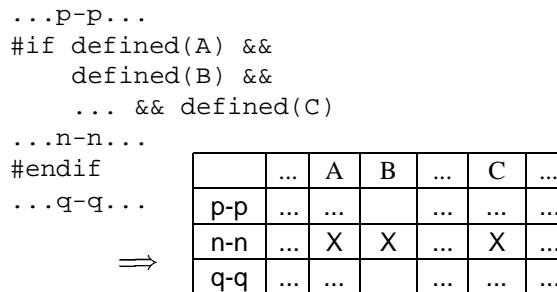 ...p-p...
#if defined(A) &&
    defined(B) &&
    ... && defined(C)
...n-n...
#endif
...q-q...
⟹
... A B ... C ...
p-p ... ... ... ... ...
n-n ... X X ... X ...
q-q ... ... ... ... ...